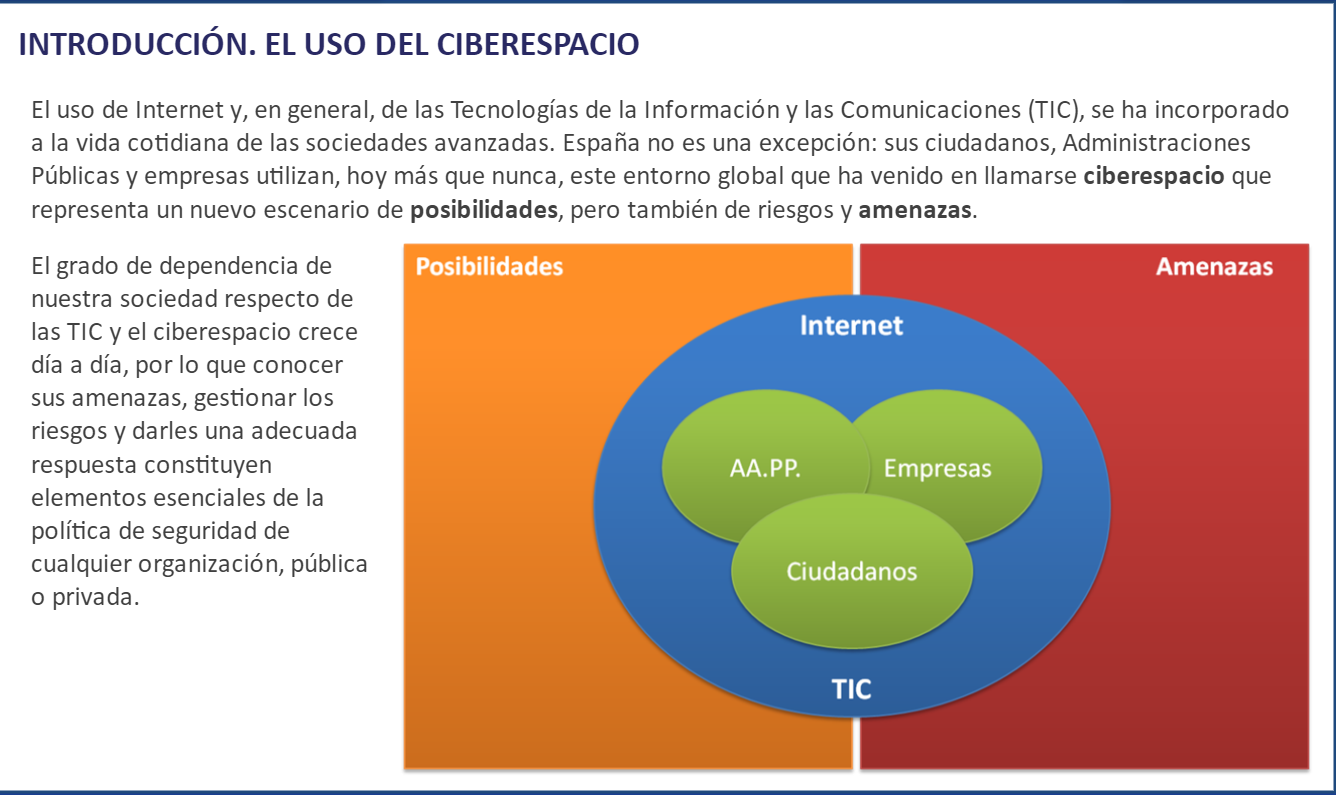 INTRODUCCIÓN. EL USO DEL CIBERESPACIO
El uso de Internet y, en general, de las Tecnologías de la Información y las Comunicaciones (TIC), se ha incorporado
a la vida cotidiana de las sociedades avanzadas. España no es una excepción: sus ciudadanos, Administraciones
Públicas y empresas utilizan, hoy más que nunca, este entorno global que ha venido en llamarse ciberespacio que
representa un nuevo escenario de posibilidades, pero también de riesgos y amenazas.
El grado de dependencia de
nuestra sociedad respecto de
las TIC y el ciberespacio crece
día a día, por lo que conocer
sus amenazas, gestionar los
riesgos y darles una adecuada
respuesta constituyen
elementos esenciales de la
política de seguridad de
cualquier organización, pública
o privada.
Posibilidades
Amenazas
Internet
AA.PP.
Empresas
Ciudadanos
TIC